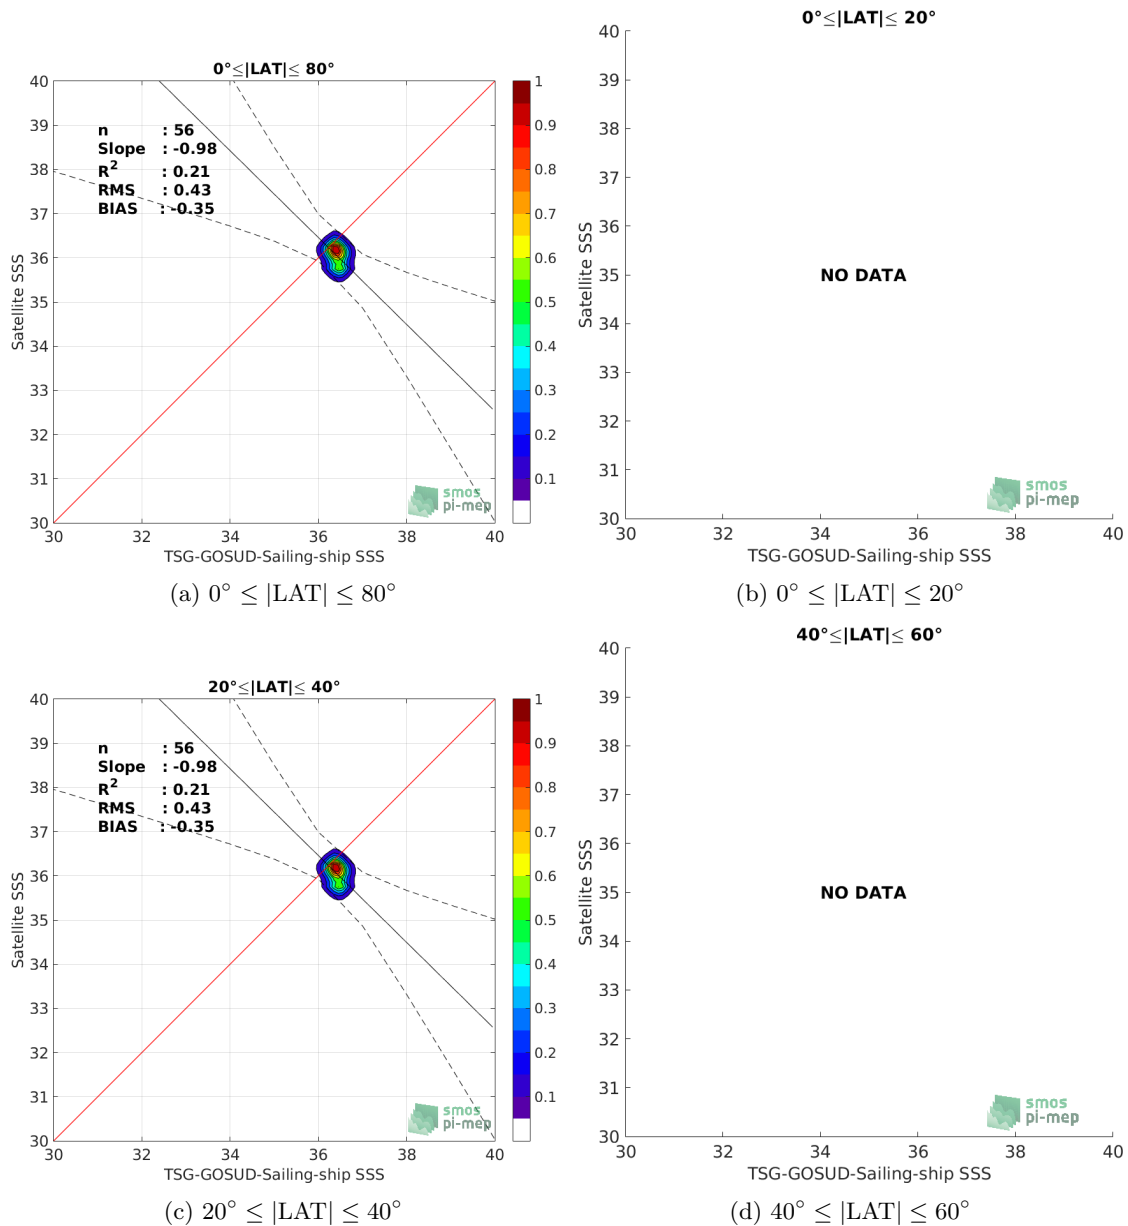 0°≤|LAT|≤ 80°
40
39
38
37
36
35
34
33
32
31
30
Satellite SSS
n : 56
Slope : -0.98
R2 : 0.21
RMS : 0.43
BIAS : -0.35
smos
pi-mep
1
0.9
0.8
0.7
0.6
0.5
0.4
0.3
0.2
0.1
30 32 34 36 38 40
TSG-GOSUD-Sailing-ship SSS
(a) 0° ≤ |LAT| ≤ 80°
0°≤|LAT|≤ 20°
40
39
38
37
36
35
34
33
32
31
30
Satellite SSS
NO DATA
smos
pi-mep
30 32 34 36 38 40
TSG-GOSUD-Sailing-ship SSS
(b) 0° ≤ |LAT| ≤ 20°
20°≤|LAT|≤ 40°
40
39
38
37
36
35
34
33
32
31
30
Satellite SSS
n : 56
Slope : -0.98
R2 : 0.21
RMS : 0.43
BIAS : -0.35
smos
pi-mep
1
0.9
0.8
0.7
0.6
0.5
0.4
0.3
0.2
0.1
30 32 34 36 38 40
TSG-GOSUD-Sailing-ship SSS
(c) 20° ≤ |LAT| ≤ 40°
40°≤|LAT|≤ 60°
40
39
38
37
36
35
34
33
32
31
30
Satellite SSS
NO DATA
smos
pi-mep
30 32 34 36 38 40
TSG-GOSUD-Sailing-ship SSS
(d) 40° ≤ |LAT| ≤ 60°